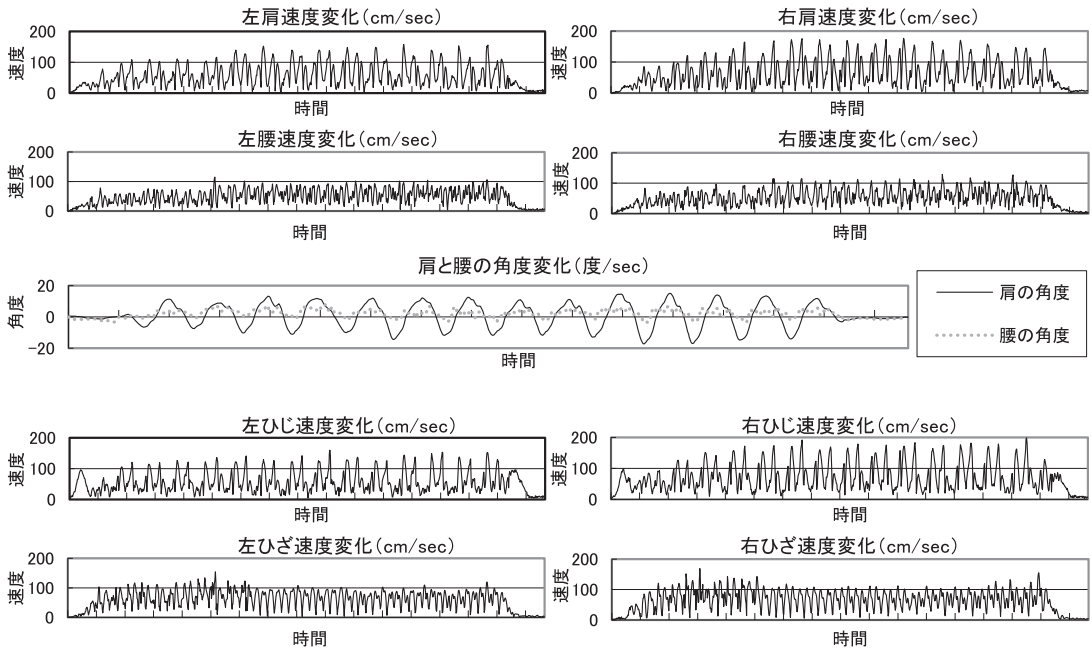 左肩速度変化（cm/sec）
200
100
0
速度
時間
右肩速度変化（cm/sec）
200
100
0
速度
時間
左腰速度変化（cm/sec）
200
100
0
速度
時間
右腰速度変化（cm/sec）
200
100
0
速度
時間
肩と腰の角度変化（度/sec）
20
0
-20
角度
時間
肩の角度
腰の角度
左ひじ速度変化（cm/sec）
200
100
0
速度
時間
右ひじ速度変化（cm/sec）
200
100
0
速度
時間
左ひざ速度変化（cm/sec）
200
100
0
速度
時間
右ひざ速度変化（cm/sec）
200
100
0
速度
時間